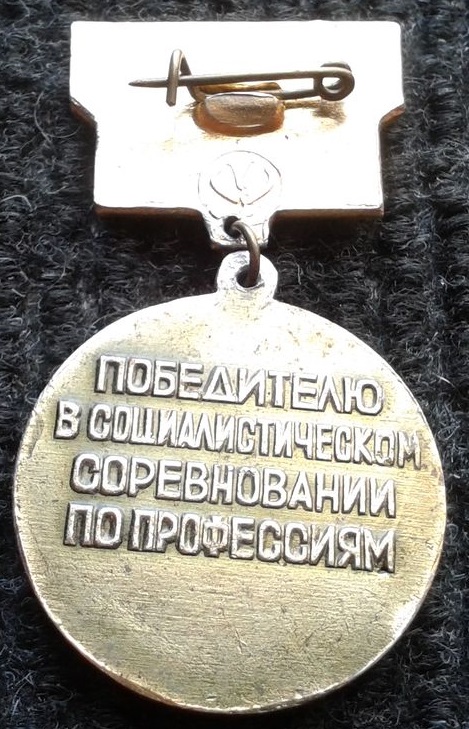 ПОБЕДИТЕЛЮ
В СОЦИАЛИСТИЧЕСКОМ
СОРЕВНОВАНИИ
ПО ПРОФЕССИЯМ